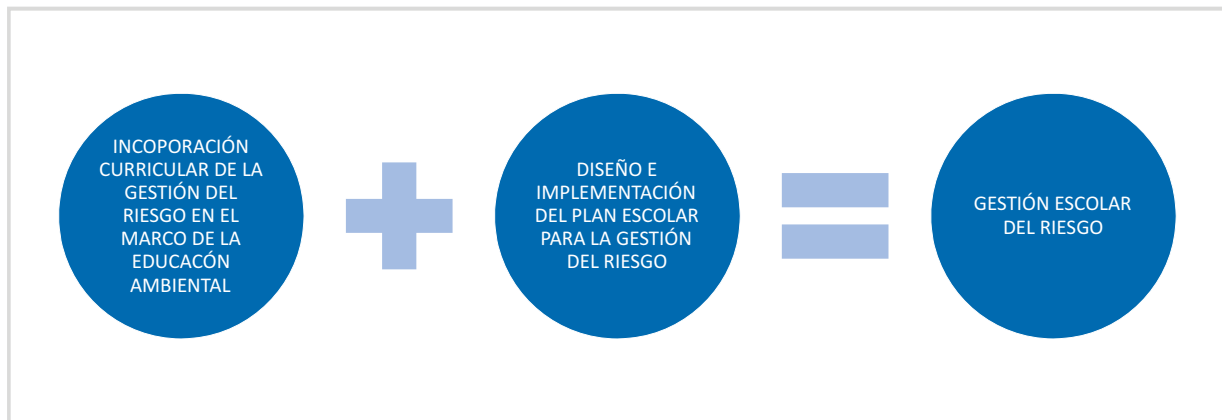 INCOPORACIÓN
CURRICULAR DE LA
GESTIÓN DEL
RIESGO EN EL
MARCO DE LA
EDUCACÓN
AMBIENTAL
DISEÑO E
IMPLEMENTACIÓN
DEL PLAN ESCOLAR
PARA LA GESTIÓN
DEL RIESGO
GESTIÓN ESCOLAR
DEL RIESGO